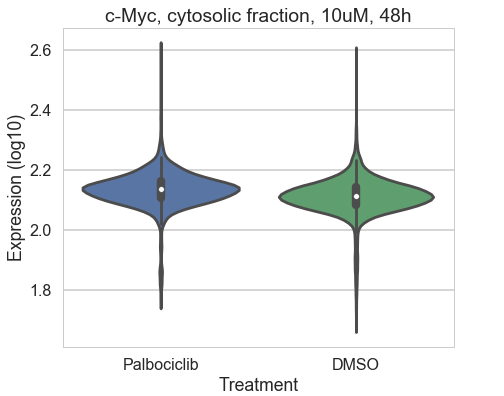 c-Myc, cytosolic fraction, 10uM, 48h
Expression (log10)
2.6
2.4
2.2
2.0
1.8
Palbociclib
DMSO
Treatment